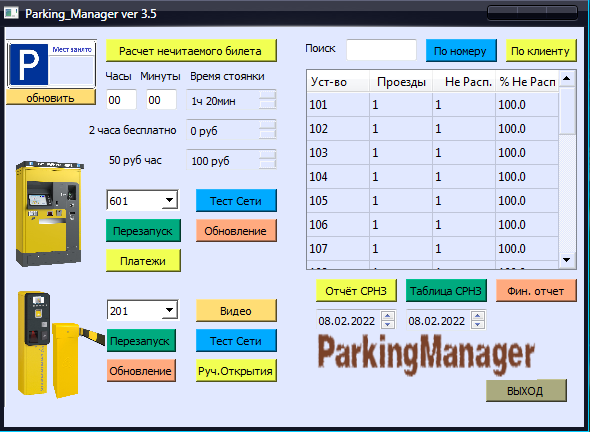 Parking_Manager ver 3.5
P
Мест занято
обновить
Расчет нечитаемого билета
Часы Минуты Время стоянки
00 00 1ч 20мин
2 часа бесплатно 0 руб
50 руб час 100 руб
601 Тест Сети
Перезапуск Обновление
Платежи
201 Видео
Перезапуск Тест Сети
Обновление Руч.Открытия
Поиск По номеру По клиенту
Уст-во Проезды Не Расп. % Не Расп
101 1 1 100.0
102 1 1 100.0
103 1 1 100.0
104 1 1 100.0
105 1 1 100.0
106 1 1 100.0
107 1 1 100.0
Отчёт СРНЗ Таблица СРНЗ Фин. отчет
08.02.2022 08.02.2022
ParkingManager
ВЫХОД